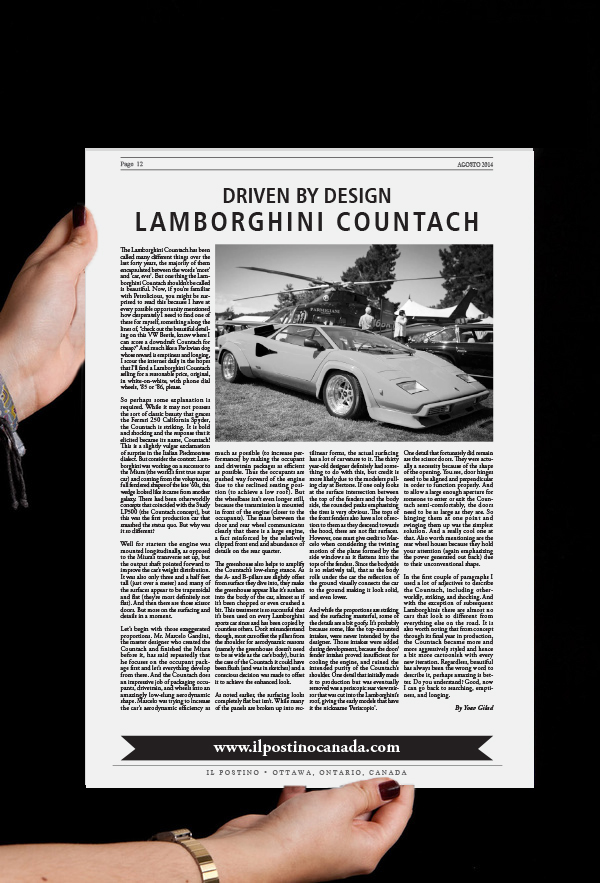 Page 12
AGOSTO 2014
DRIVEN BY DESIGN
LAMBORGHINI COUNTACH
The Lamborghini Countach has been
called many different things over the
last forty years, the majority of them
encapsulated between the words 'most'
and 'car, ever'. But one thing the Lam-
borghini Countach shouldn't be called
is beautiful. Now, if you're familiar
with Petrolicious, you might be sur-
prised to read this because I have at
every possible opportunity mentioned
how desperately I need to find one of
these for myself, something along the
lines of, "check out the beautiful detail-
ing on this VW Beetle, know where I
can score a downdraft Countach for
cheap?" And much like a Pavlovian dog
whose reward is emptiness and longing,
I scour the internet daily in the hopes
that I'll find a Lamborghini Countach
selling for a reasonable price, original,
in white-on-white, with phone dial
wheels, '85 or '86, please.
So perhaps some explanation is
required. While it may not possess
the sort of classic beauty that graces
the Ferrari 250 California Spyder,
the Countach is striking. It is bold
and shocking and the response that it
elicited became its name, Countach!
This is a slightly vulgar exclamation
of surprise in the Italian Piedmontese
dialect. But consider the context: Lam-
borghini was working on a successor to
the Miura (the world's first true super
car) and coming from the voluptuous,
full fendered shapes of the late '60s, this
wedge looked like it came from another
galaxy. There had been otherworldly
concepts that coincided with the Study
LP500 (the Countach concept), but
this was the first production car that
smashed the status quo. But why was
it so different?
Well for starters the engine was
mounted longitudinally, as opposed
to the Miura's tranverse set up, but
the output shaft pointed forward to
improve the car's weight distribution.
It was also only three and a half feet
tall (just over a meter) and many of
the surfaces appear to be trapezoidal
and flat (they're most definitely not
flat). And then there are those scissor
doors. But more on the surfacing and
details in a moment.
Let's begin with those exaggerated
proportions. Mr. Marcelo Gandini,
the master designer who created the
Countach and finished the Miura
before it, has said repeatedly that
he focuses on the occupant pack-
age first and let's everything develop
from there. And the Countach does
an impressive job of packaging occu-
pants, drivetrain, and wheels into an
amazingly low-slung aerodynamic
shape. Marcelo was trying to increase
the car's aerodynamic efficiency as
much as possible (to increase per-
formance) by making the occupant
and drivetrain packages as efficient
as possible. Thus the occupants are
pushed way forward of the engine
due to the reclined seating posi-
tion (to achieve a low roof). But
the wheelbase isn't even longer still,
because the transmission is mounted
in front of the engine (closer to the
occupants). The mass between the
door and rear wheel communicates
clearly that there is a large engine,
a fact reinforced by the relatively
clipped front end and abundance of
details on the rear quarter.
The greenhouse also helps to amplify
the Countach's low-slung stance. As
the A- and B-pillars are slightly offset
from surface they dive into, they make
the greenhouse appear like it's sunken
into the body of the car, almost as if
it's been chopped or even crushed a
bit. This treatment is so successful that
it's been used on every Lamborghini
sports car since and has been copied by
countless others. Don't misunderstand
though, most cars offset the pillars from
the shoulder for aerodynamic reasons
(namely the greenhouse doesn't need
to be as wide as the car's body), but in
the case of the Countach it could have
been flush (and was in sketches) and a
conscious decision was made to offset
it to achieve the enhanced look.
As noted earlier, the surfacing looks
completely flat but isn't. While many
of the panels are broken up into rec-
tilinear forms, the actual surfacing
has a lot of curvature to it. The thirty
year-old designer definitely had some-
thing to do with this, but credit is
more likely due to the modelers pull-
ing clay at Bertone. If one only looks
at the surface intersection between
the top of the fenders and the body
side, the rounded peaks emphasizing
the tires is very obvious. The tops of
the front fenders also have a lot of sec-
tion to them as they descend towards
the hood, these are not flat surfaces.
However, one must give credit to Mar-
celo when considering the twisting
motion of the plane formed by the
side windows as it flattens into the
tops of the fenders. Since the bodyside
is so relatively tall, that as the body
rolls under the car the reflection of
the ground visually connects the car
to the ground making it look solid,
and even lower.
And while the proportions are striking
and the surfacing masterful, some of
the details are a bit goofy. It's probably
because some, like the top-mounted
intakes, were never intended by the
designer. Those intakes were added
during development, because the door/
fender intakes proved insufficient for
cooling the engine, and ruined the
intended purity of the Countach's
shoulder. One detail that initially made
it to production but was eventually
removed was a periscopic rear view mir-
ror that was cut into the Lamborghini's
roof, giving the early models that have
it the nickname 'Periscopio'.
One detail that fortunately did remain
are the scissor doors. They were actu-
ally a necessity because of the shape
of the opening. You see, door hinges
need to be aligned and perpendicular
in order to function properly. And
to allow a large enough aperture for
someone to enter or exit the Coun-
tach semi-comfortably, the doors
need to be as large as they are. So
hinging them at one point and
swinging them up was the simplest
solution. And a really cool one at
that. Also worth mentioning are the
rear wheel houses because they hold
your attention (again emphasizing
the power generated out back) due
to their unconventional shape.
In the first couple of paragraphs I
used a lot of adjectives to describe
the Countach, including other-
worldly, striking, and shocking. And
with the exception of subsequent
Lamborghinis there are almost no
cars that look so different from
everything else on the road. It is
also worth noting that from concept
through its final year in production,
the Countach became more and
more aggressively styled and hence
a bit more cartoonish with every
new iteration. Regardless, beautiful
has always been the wrong word to
describe it, perhaps amazing is bet-
ter. Do you understand? Good, now
I can go back to searching, empti-
ness, and longing.
By Yoav Gilad
www.ilpostinocanada.com
IL POSTINO • OTTAWA, ONTARIO, CANADA